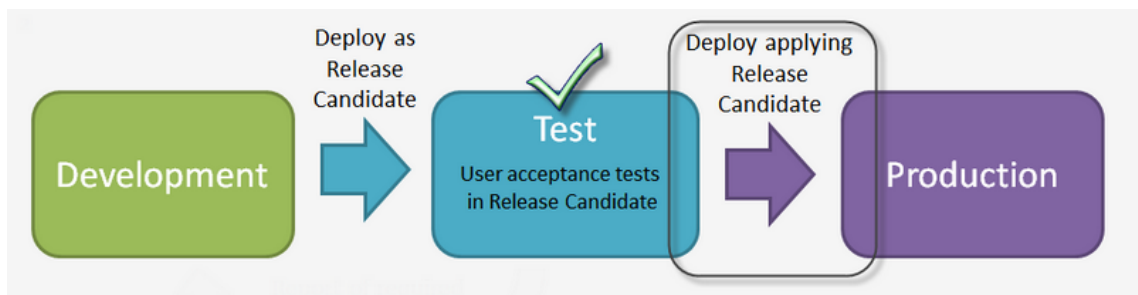 Development
Deploy as
Release
Candidate
Test
User acceptance tests
in Release Candidate
Deploy applying
Release
Candidate
Production